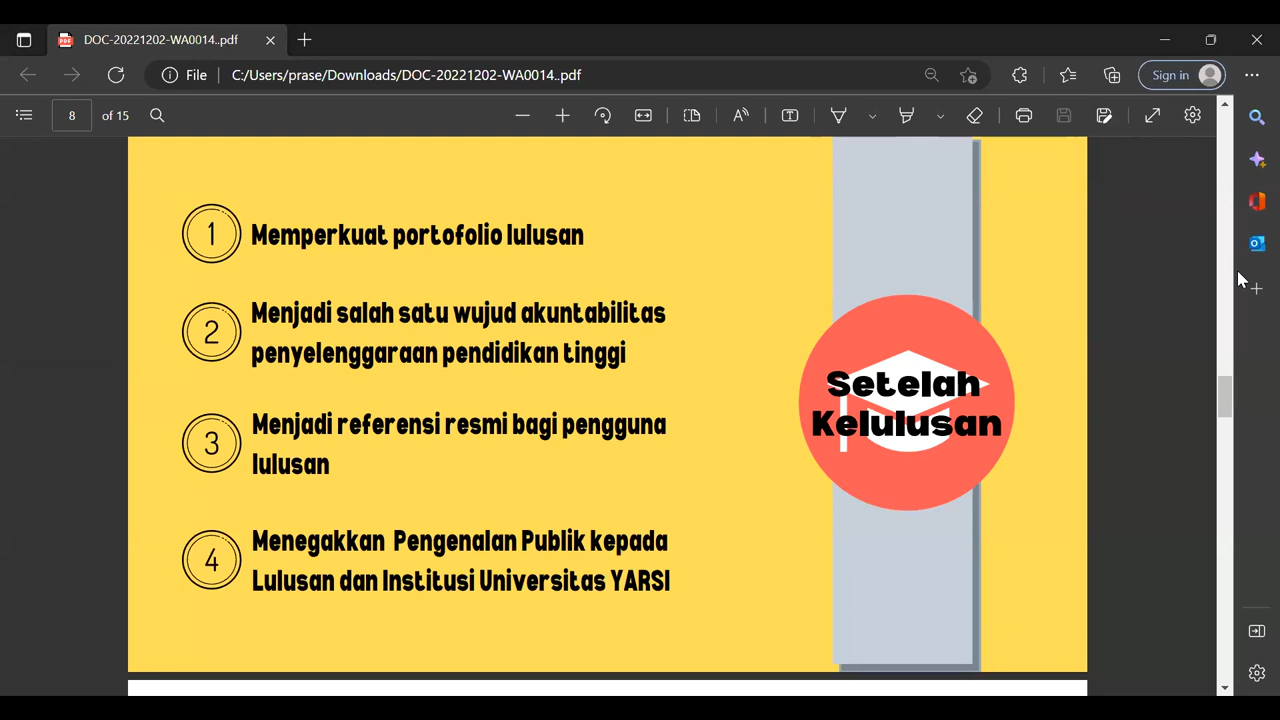 DOC-20221202-WA0014..pdf
File
C:/Users/prase/Downloads/DOC-20221202-WA0014..pdf
Sign in
8
of 15
1
Memperkuat portofolio lulusan
2
Menjadi salah satu wujud akuntabilitas
penyelenggaraan pendidikan tinggi
3
Menjadi referensi resmi bagi pengguna
lulusan
4
Menegakkan Pengenalan Publik kepada
Lulusan dan Institusi Universitas YARSI
Setelah
Kelulusan